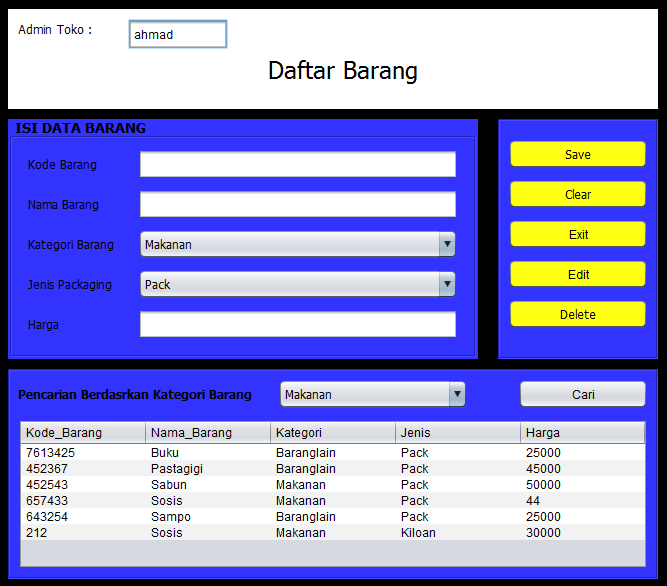 Admin Toko : ahmad
Daftar Barang
ISI DATA BARANG
Kode Barang
Nama Barang
Kategori Barang Makanan
Jenis Packaging Pack
Harga
Save
Clear
Exit
Edit
Delete
Pencarian Berdasrkan Kategori Barang Makanan Cari
Kode_Barang Nama_Barang Kategori Jenis Harga
7613423 Buku Baranglain Pack 25000
452367 Pastagigi Baranglain Pack 45000
452543 Sabun Makanan Pack 50000
657433 Sosis Makanan Pack 44
643254 Sampo Baranglain Pack 25000
212 Sosis Makanan Kiloan 30000